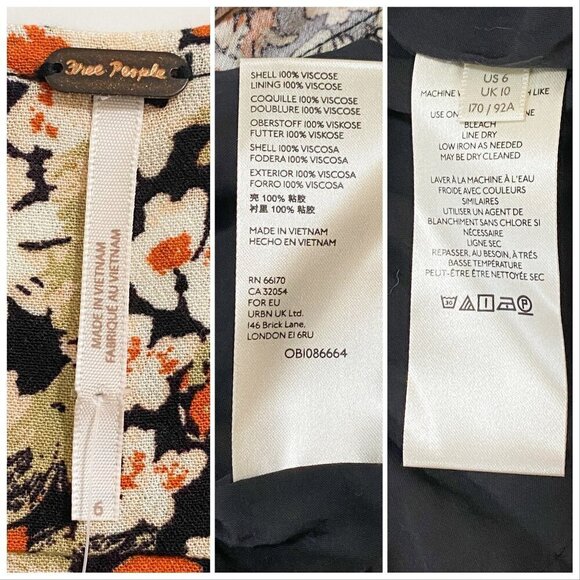 Free People
MADE IN VIETNAM
FABRIQUÉ AU VIETNAM
6
SHELL 100% VISCOSE
LINING 100% VISCOSE
COQUILLE 100% VISCOSE
DOUBLURE 100% VISCOSE
OBERSTOFF 100% VISKOSE
FUTTER 100% VISKOSE
SHELL 100% VISCOSA
FODERA 100% VISCOSA
EXTERIOR 100% VISCOSA
FORRO 100% VISCOSA
壳 100% 粘胶
衬里 100% 粘胶
MADE IN VIETNAM
HECHO EN VIETNAM
RN 66170
CA 32054
FOR EU
URBN UK Ltd.
146 Brick Lane,
LONDON E1 6RU
OB1086664
US 6
UK 10
170 / 92A
MACHINE LIKE
USE ON
BLEACH
LINE DRY
LOW IRON AS NEEDED
MAY BE DRY CLEANED
LAVER À LA MACHINE À L'EAU
FROIDE AVEC COULEURS
SIMILAIRES
UTILISER UN AGENT DE
BLANCHIMENT SANS CHLORE SI
NÉCESSAIRE
LIGNE SEC
REPASSER, AU BESOIN, À TRÈS
BASSE TEMPÉRATURE
PEUT-ÊTRE ÊTRE NETTOYÉ SEC
30
P